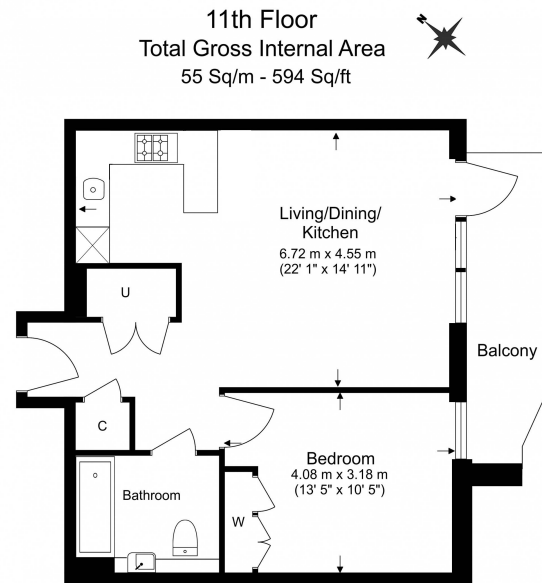 11th Floor
N
Total Gross Internal Area
55 Sq/m - 594 Sq/ft
Living/Dining/
Kitchen
6.72 m x 4.55 m
(22' 1" x 14' 11")
U
Balcony
C
Bedroom
4.08 m x 3.18 m
(13' 5" x 10' 5")
Bathroom
W